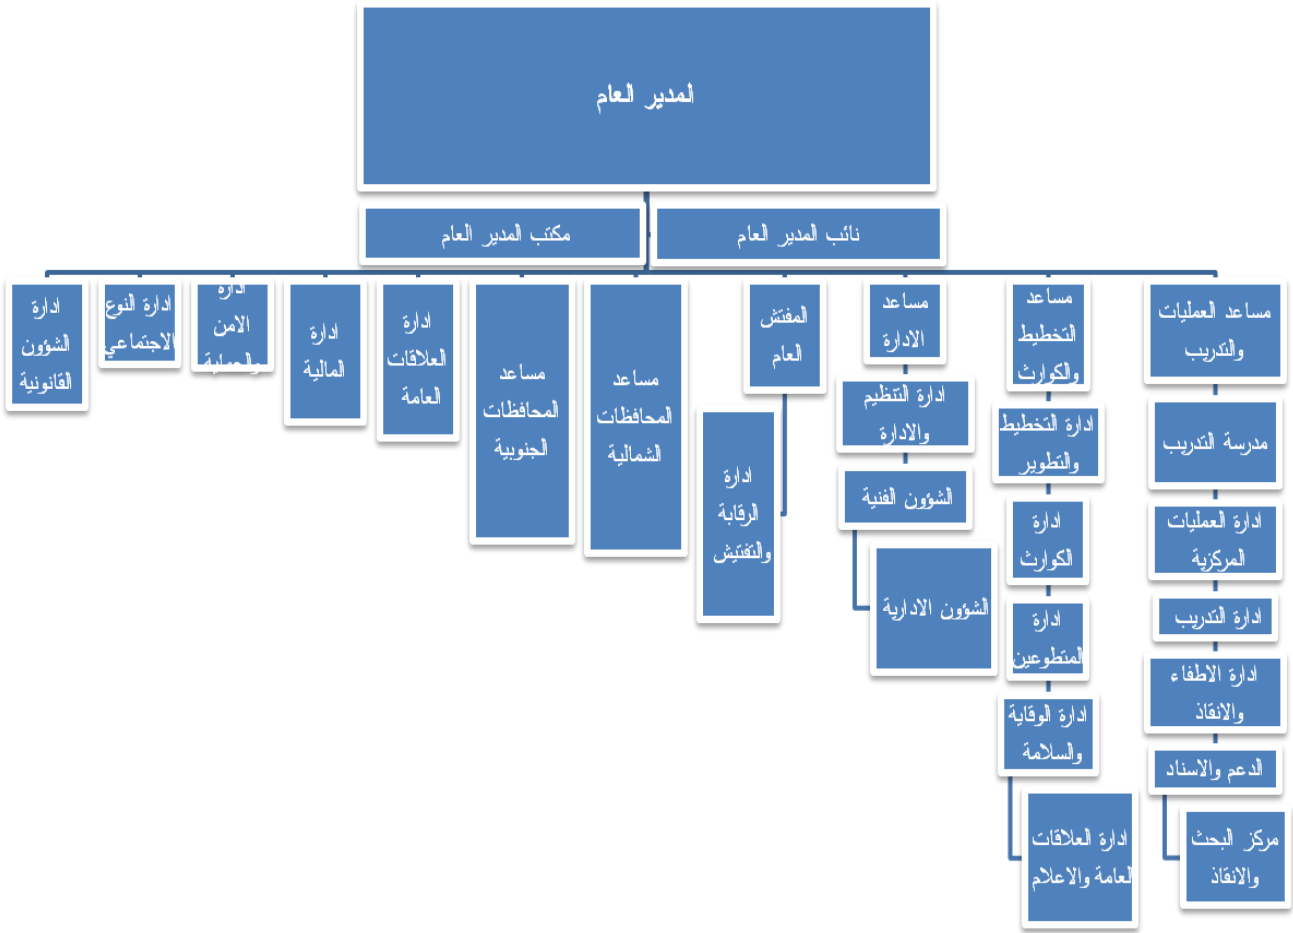 المدير العام
نائب المدير العام
مكتب المدير العام
مساعد العمليات
والتدريب
مساعد
التخطيط
والكوارث
مساعد
الادارة
المفتش
العام
مساعد
المحافظات
الشمالية
مساعد
المحافظات
الجنوبية
ادارة
العلاقات
العامة
ادارة
المالية
ادارة
الامن
والحماية
ادارة النوع
الاجتماعي
ادارة
الشؤون
القانونية
مدرسة التدريب
ادارة العمليات
المركزية
ادارة التدريب
ادارة الاطفاء
والانقاذ
الدعم والاسناد
مركز البحث
والانقاذ
ادارة التخطيط
والتطوير
ادارة
الكوارث
ادارة
المتطوعين
ادارة الوقاية
والسلامة
ادارة العلاقات
العامة والاعلام
ادارة التنظيم
والادارة
الشؤون الفنية
الشؤون الادارية
ادارة
الرقابة
والتفتيش